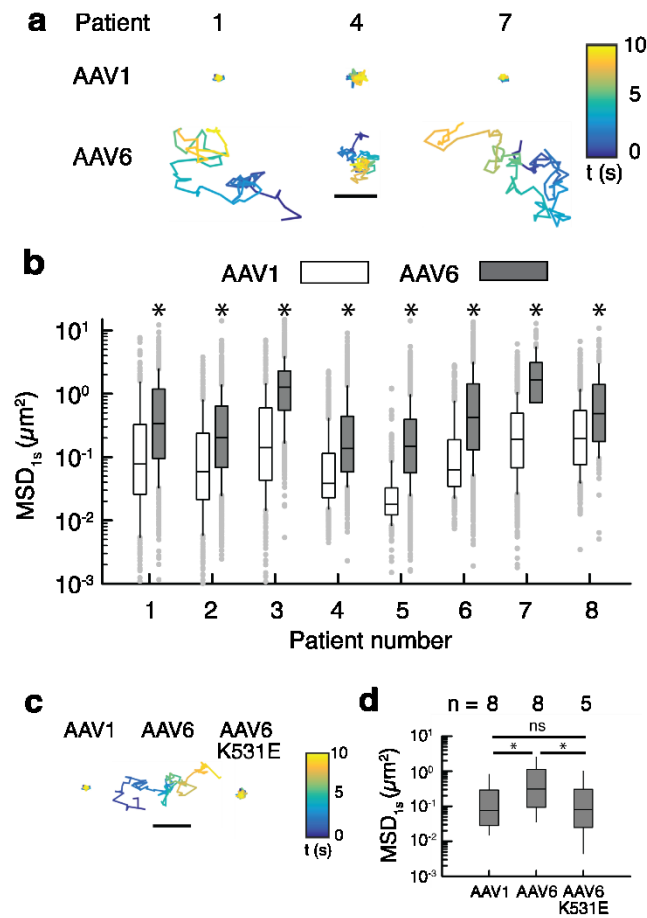 a
Patient 1 4 7
AAV1
AAV6
10
5
0
t (s)
b
AAV1 AAV6
* * * * * * * *
10¹
10⁰
10⁻¹
10⁻²
10⁻³
MSD1s (µm²)
1 2 3 4 5 6 7 8
Patient number
c
AAV1 AAV6 AAV6
K531E
10
5
0
t (s)
d
n = 8 8 5
ns
* *
10¹
10⁰
10⁻¹
10⁻²
10⁻³
MSD1s (µm²)
AAV1 AAV6 AAV6
K531E